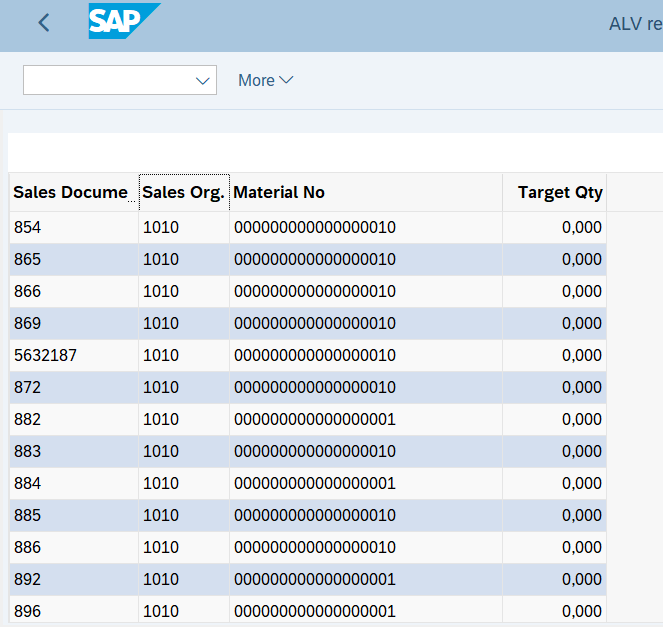 SAP
ALV re
More
Sales Docume... Sales Org. Material No Target Qty
854 1010 000000000000000010 0,000
865 1010 000000000000000010 0,000
866 1010 000000000000000010 0,000
869 1010 000000000000000010 0,000
5632187 1010 000000000000000010 0,000
872 1010 000000000000000010 0,000
882 1010 000000000000000001 0,000
883 1010 000000000000000010 0,000
884 1010 000000000000000001 0,000
885 1010 000000000000000010 0,000
886 1010 000000000000000010 0,000
892 1010 000000000000000001 0,000
896 1010 000000000000000001 0,000